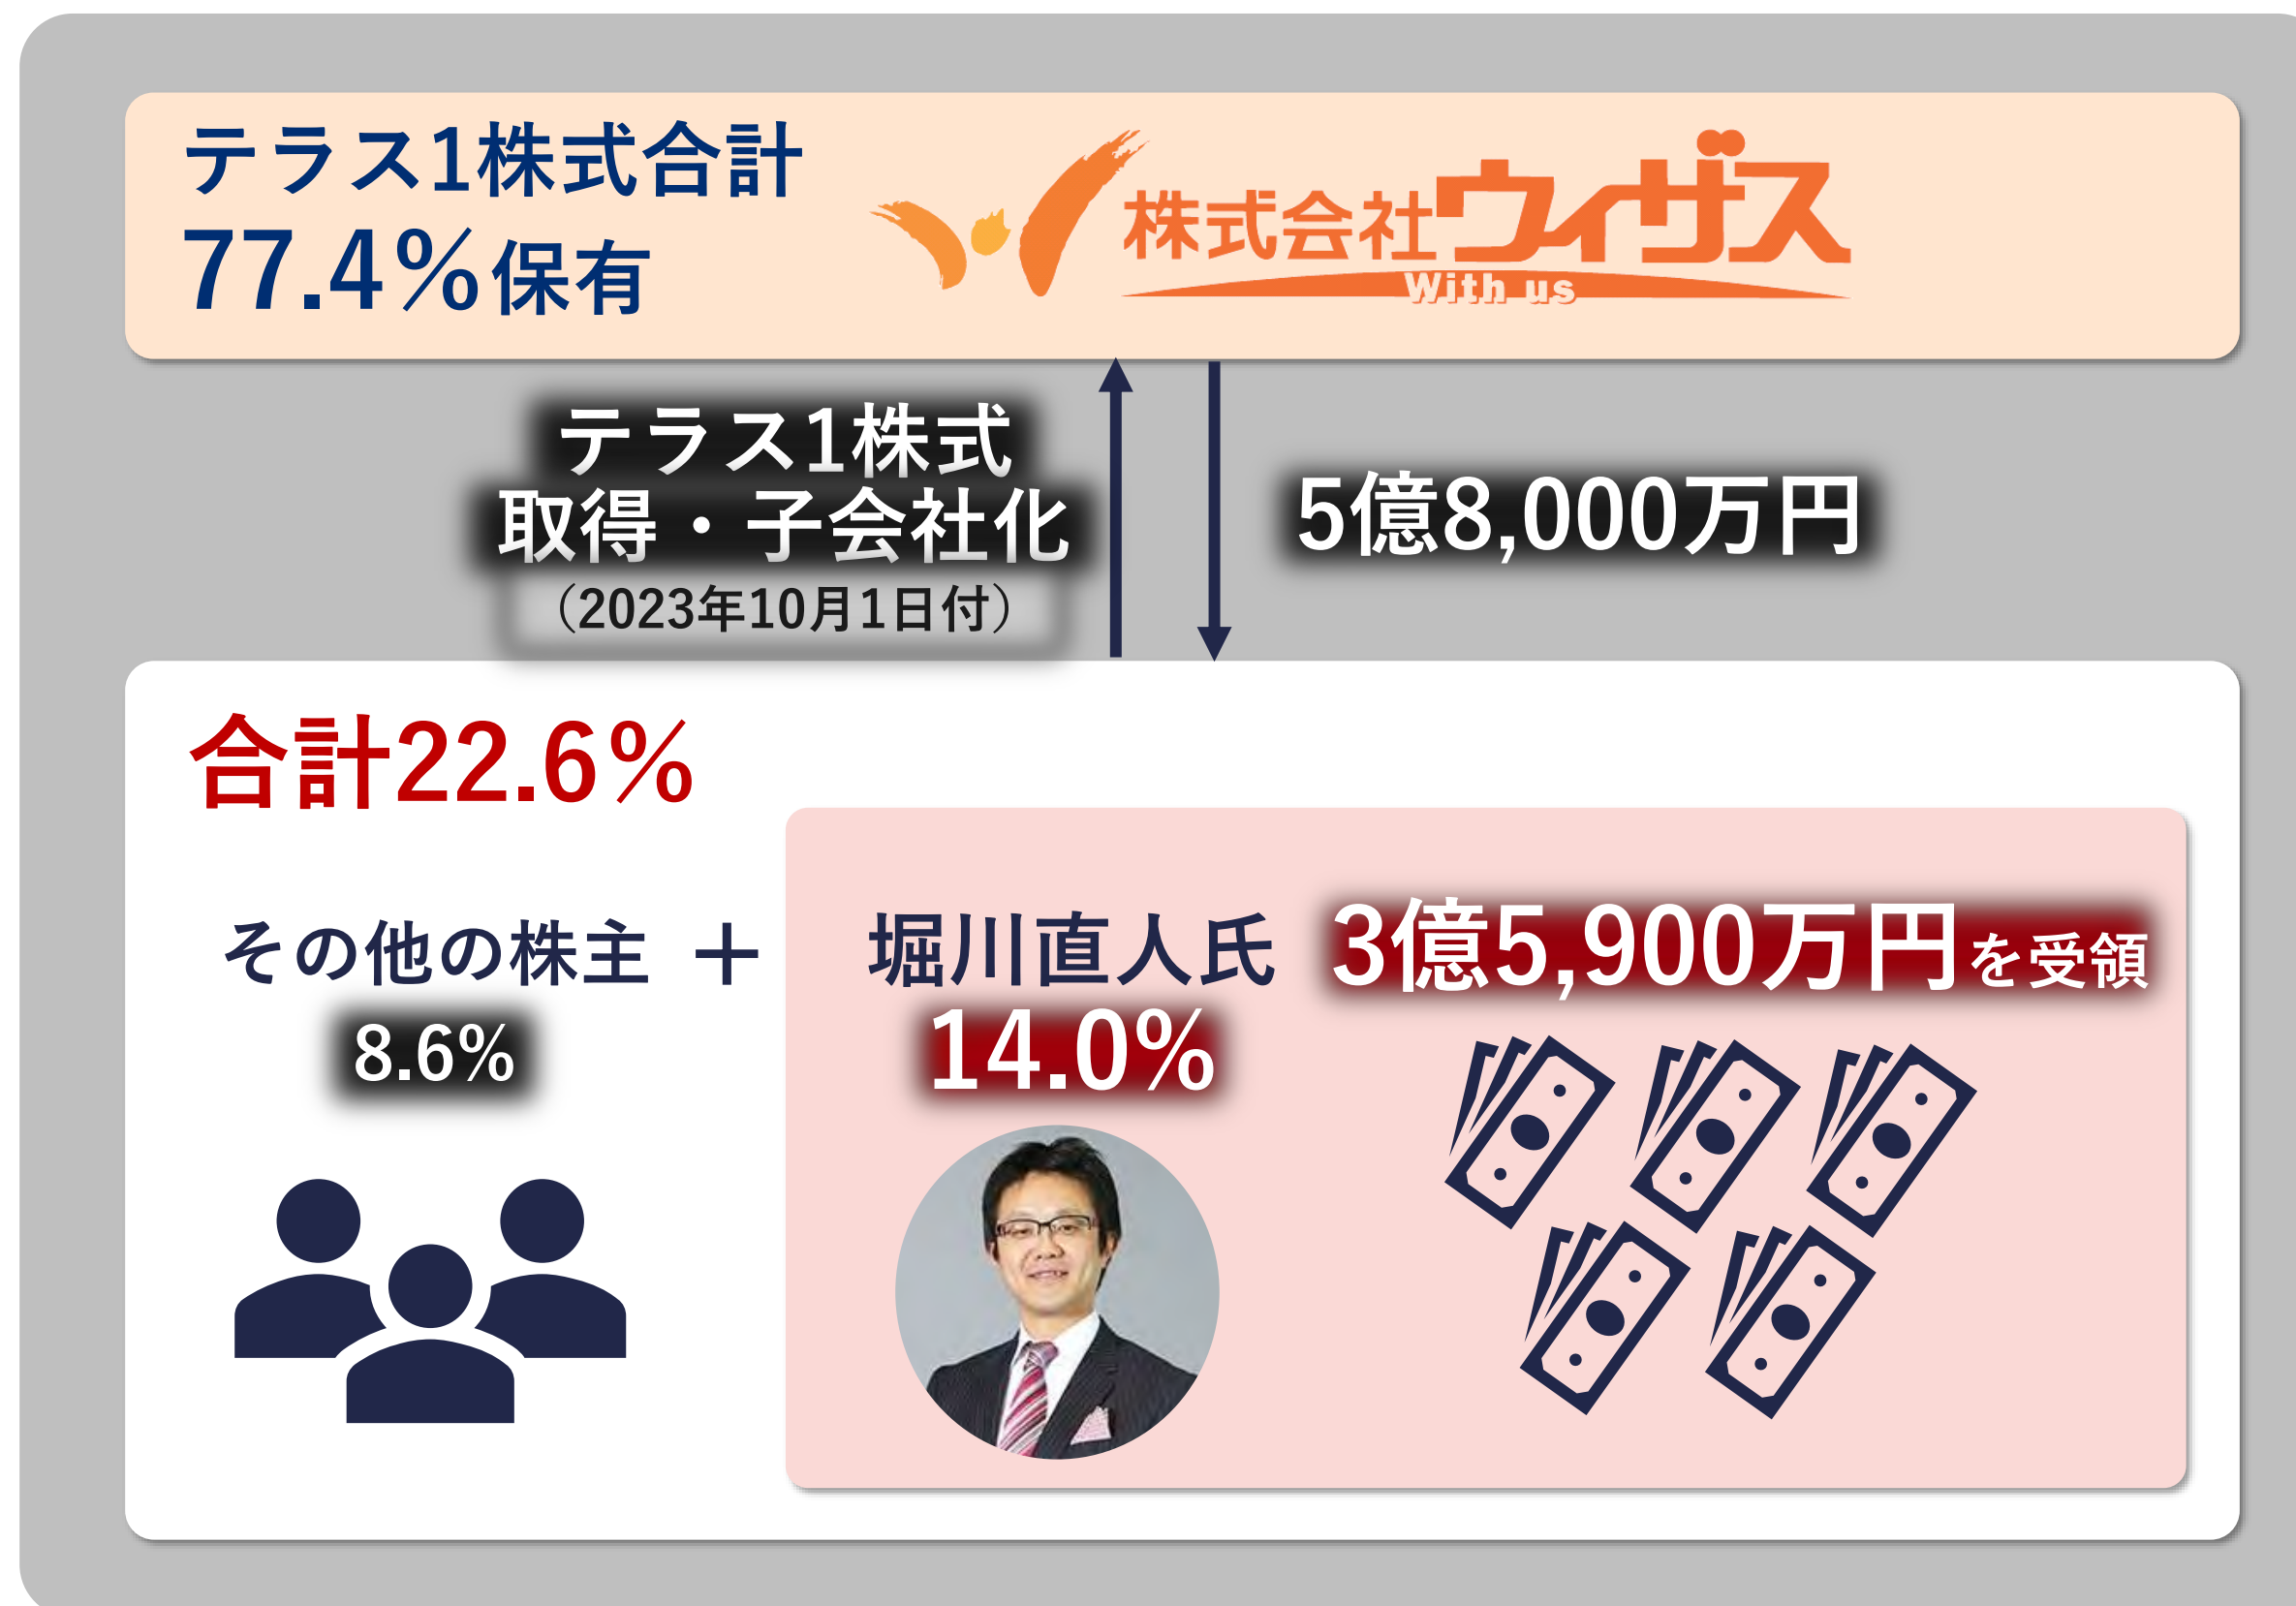 テラス1株式合計
77.4%保有
株式会社ウィザス
With us
テラス1株式
取得・子会社化
（2023年10月1日付）
5億8,000万円
合計22.6%
その他の株主 ＋
8.6%
堀川直人氏 3億5,900万円を受領
14.0%